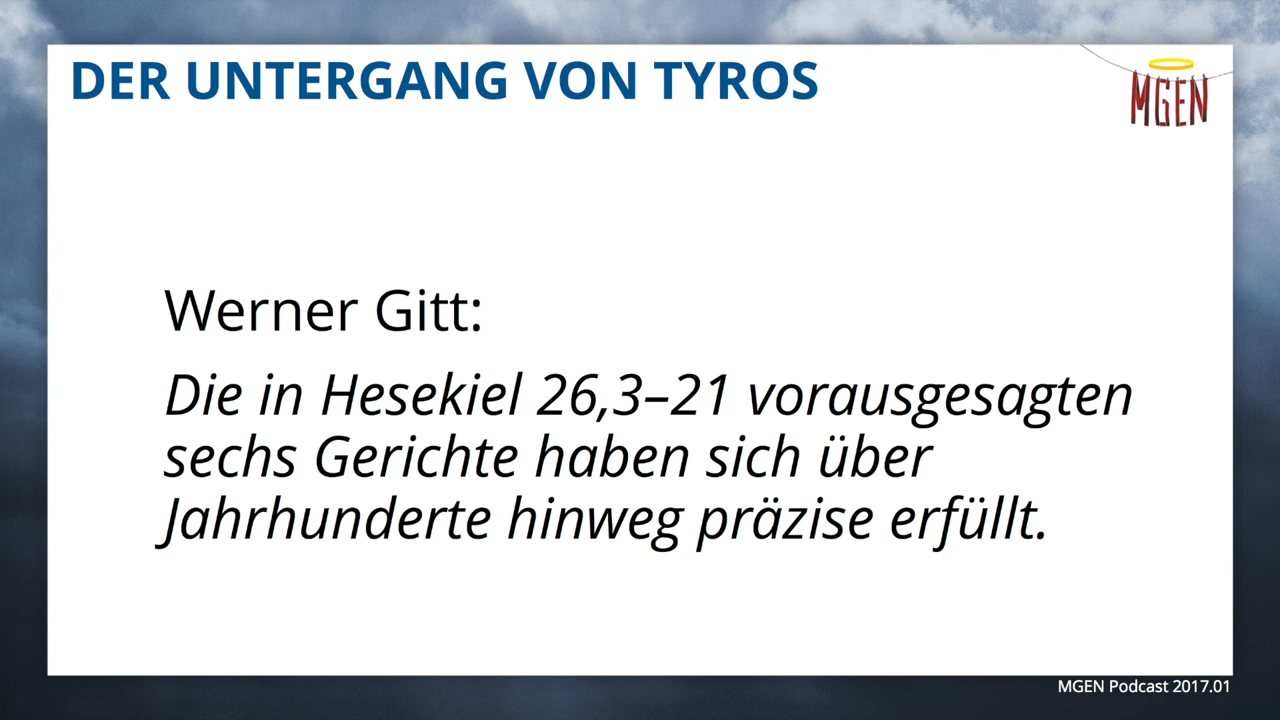 DER UNTERGANG VON TYROS
MGEN
Werner Gitt:
Die in Hesekiel 26,3–21 vorausgesagten
sechs Gerichte haben sich über
Jahrhunderte hinweg präzise erfüllt.
MGEN Podcast 2017.01